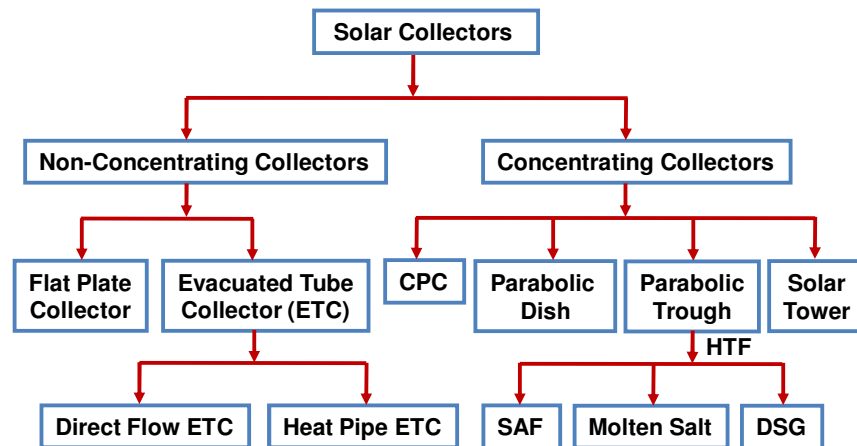 Solar Collectors
Non-Concentrating Collectors
Concentrating Collectors
Flat Plate
Collector
Evacuated Tube
Collector (ETC)
CPC
Parabolic
Dish
Parabolic
Trough
Solar
Tower
HTF
Direct Flow ETC
Heat Pipe ETC
SAF
Molten Salt
DSG